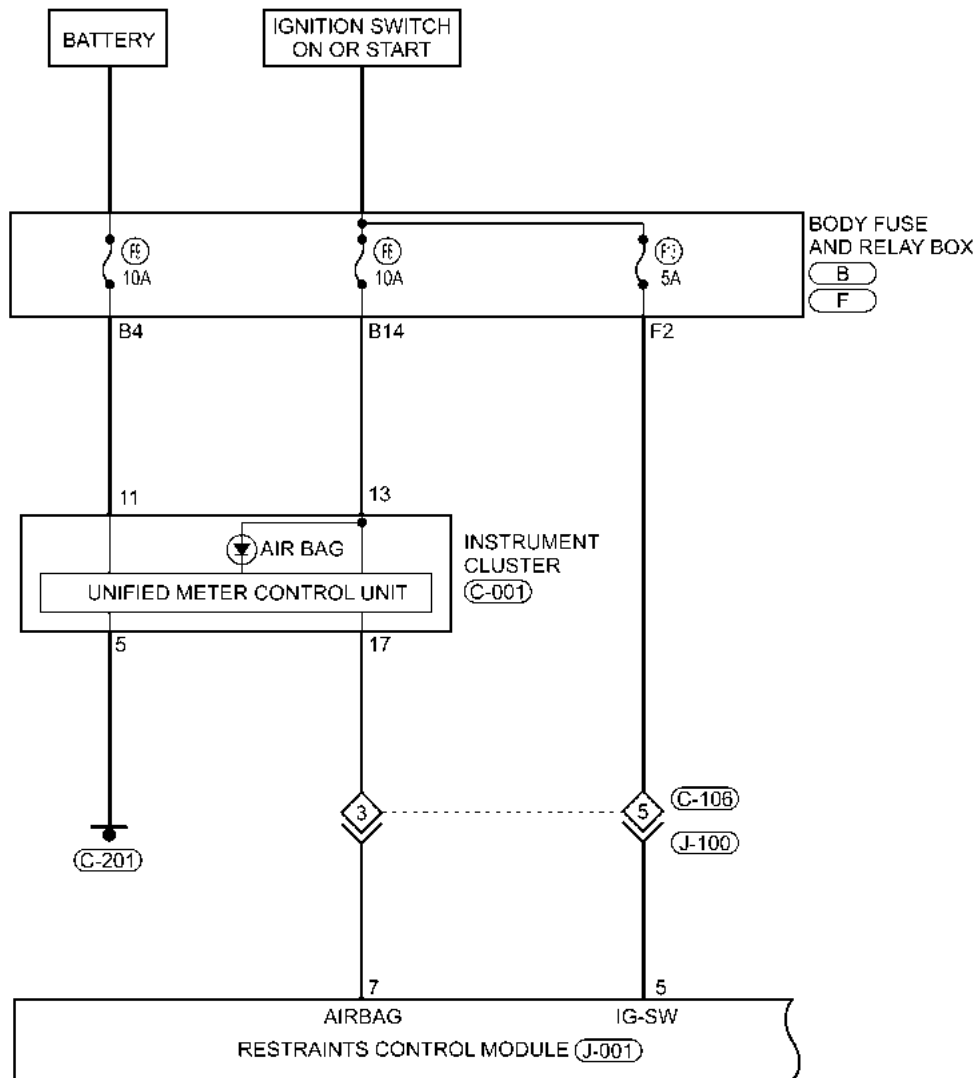 BATTERY
IGNITION SWITCH
ON OR START
BODY FUSE
AND RELAY BOX
B
F
10A
10A
5A
B4
B14
F2
11
13
AIR BAG
INSTRUMENT
CLUSTER
C-001
UNIFIED METER CONTROL UNIT
5
17
3
5
C-106
J-100
C-201
7
5
AIRBAG
IG-SW
RESTRAINTS CONTROL MODULE J-001